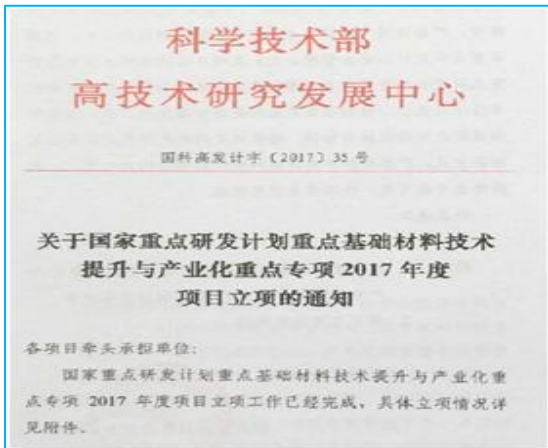 科学技术部
高技术研究发展中心
国科高发计字〔2017〕35号
关于国家重点研发计划重点基础材料技术
提升与产业化重点专项2017年度
项目立项的通知
各项目牵头承担单位：
国家重点研发计划重点基础材料技术提升与产业化重
点专项2017年度项目立项工作已经完成，具体立项情况详
见附件。